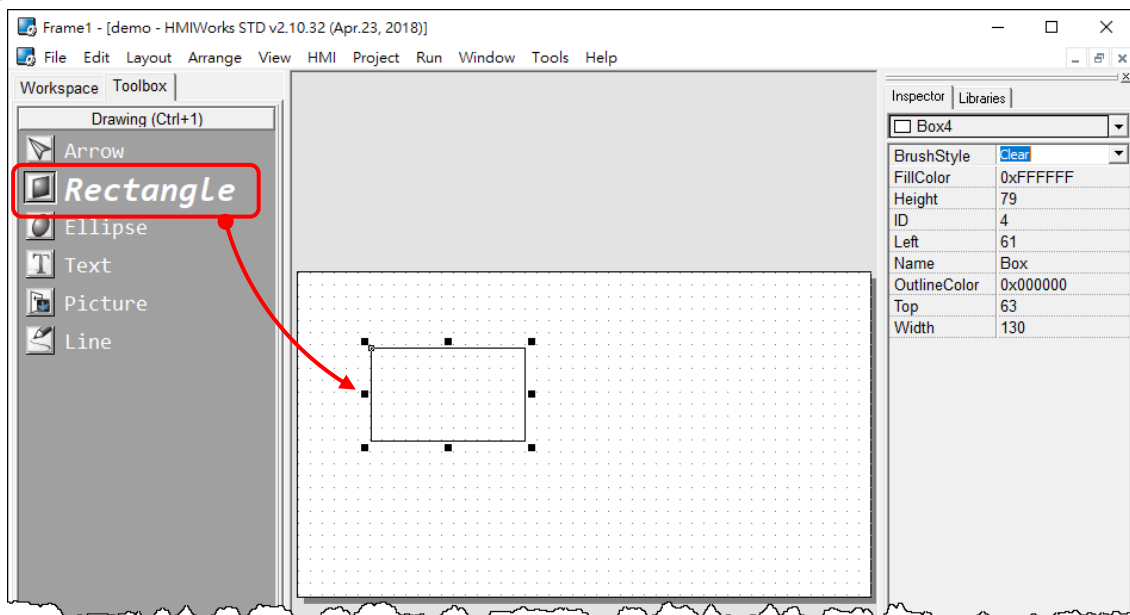 Frame1 - [demo - HMIWorks STD v2.10.32 (Apr.23, 2018)]
File Edit Layout Arrange View HMI Project Run Window Tools Help
Workspace Toolbox
Drawing (Ctrl+1)
Arrow
Rectangle
Ellipse
Text
Picture
Line
Inspector Libraries
Box4
BrushStyle Clear
FillColor 0xFFFFFF
Height 79
ID 4
Left 61
Name Box
OutlineColor 0x000000
Top 63
Width 130